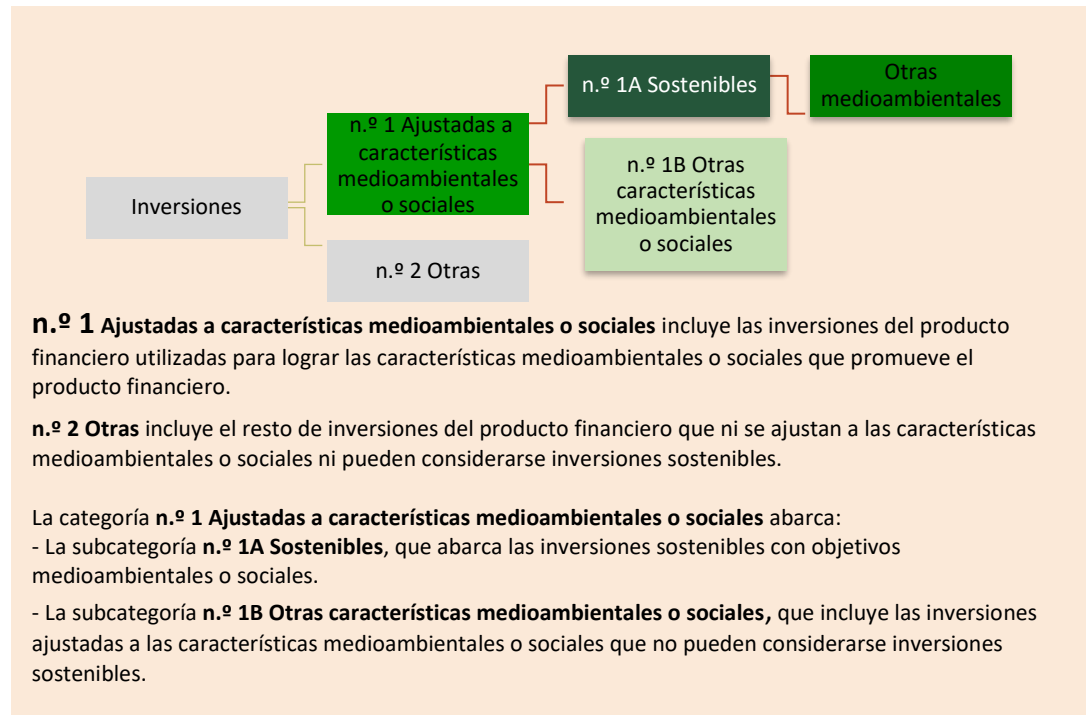 n.º 1A Sostenibles
Otras
medioambientales
n.º 1 Ajustadas a
características
medioambientales
o sociales
n.º 1B Otras
características
medioambientales
o sociales
Inversiones
n.º 2 Otras
n.º 1 Ajustadas a características medioambientales o sociales incluye las inversiones del producto
financiero utilizadas para lograr las características medioambientales o sociales que promueve el
producto financiero.
n.º 2 Otras incluye el resto de inversiones del producto financiero que ni se ajustan a las características
medioambientales o sociales ni pueden considerarse inversiones sostenibles.
La categoría n.º 1 Ajustadas a características medioambientales o sociales abarca:
- La subcategoría n.º 1A Sostenibles, que abarca las inversiones sostenibles con objetivos
medioambientales o sociales.
- La subcategoría n.º 1B Otras características medioambientales o sociales, que incluye las inversiones
ajustadas a las características medioambientales o sociales que no pueden considerarse inversiones
sostenibles.